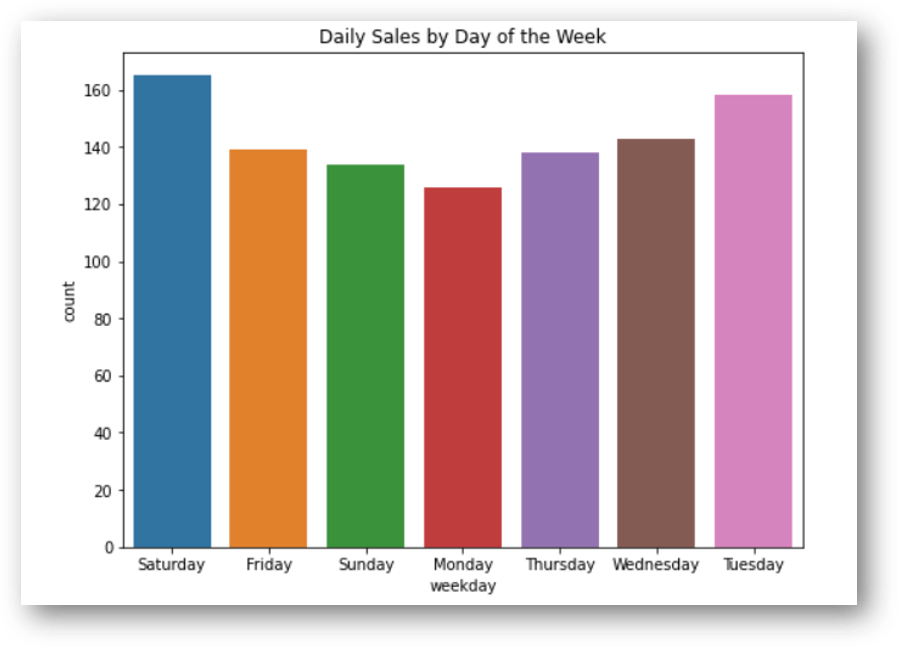 Daily Sales by Day of the Week
160
140
120
100
80
60
40
20
0
count
Saturday Friday Sunday Monday Thursday Wednesday Tuesday
weekday